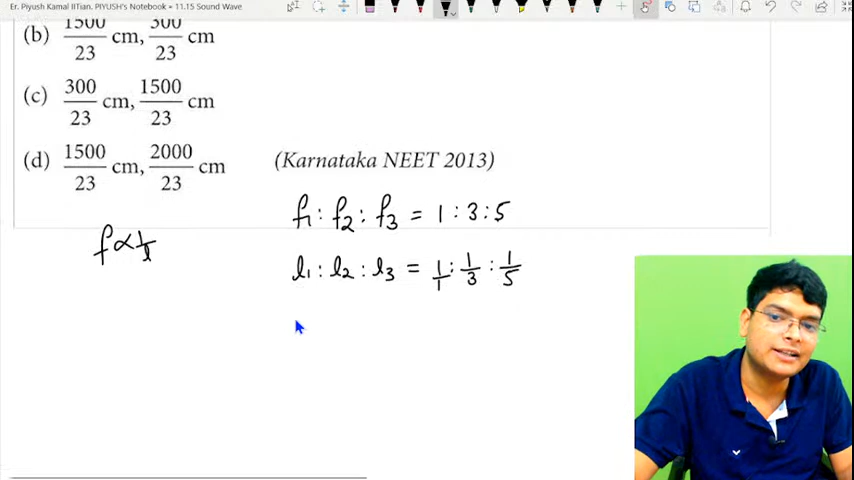 Er. Piyush Kamal IITian. PIYUSH's Notebook » 11.15 Sound Wave
(b) 1500/23 cm, 300/23 cm
(c) 300/23 cm, 1500/23 cm
(d) 1500/23 cm, 2000/23 cm (Karnataka NEET 2013)
f1 : f2 : f3 = 1 : 3 : 5
f ∝ 1/l
l1 : l2 : l3 = 1/1 : 1/3 : 1/5